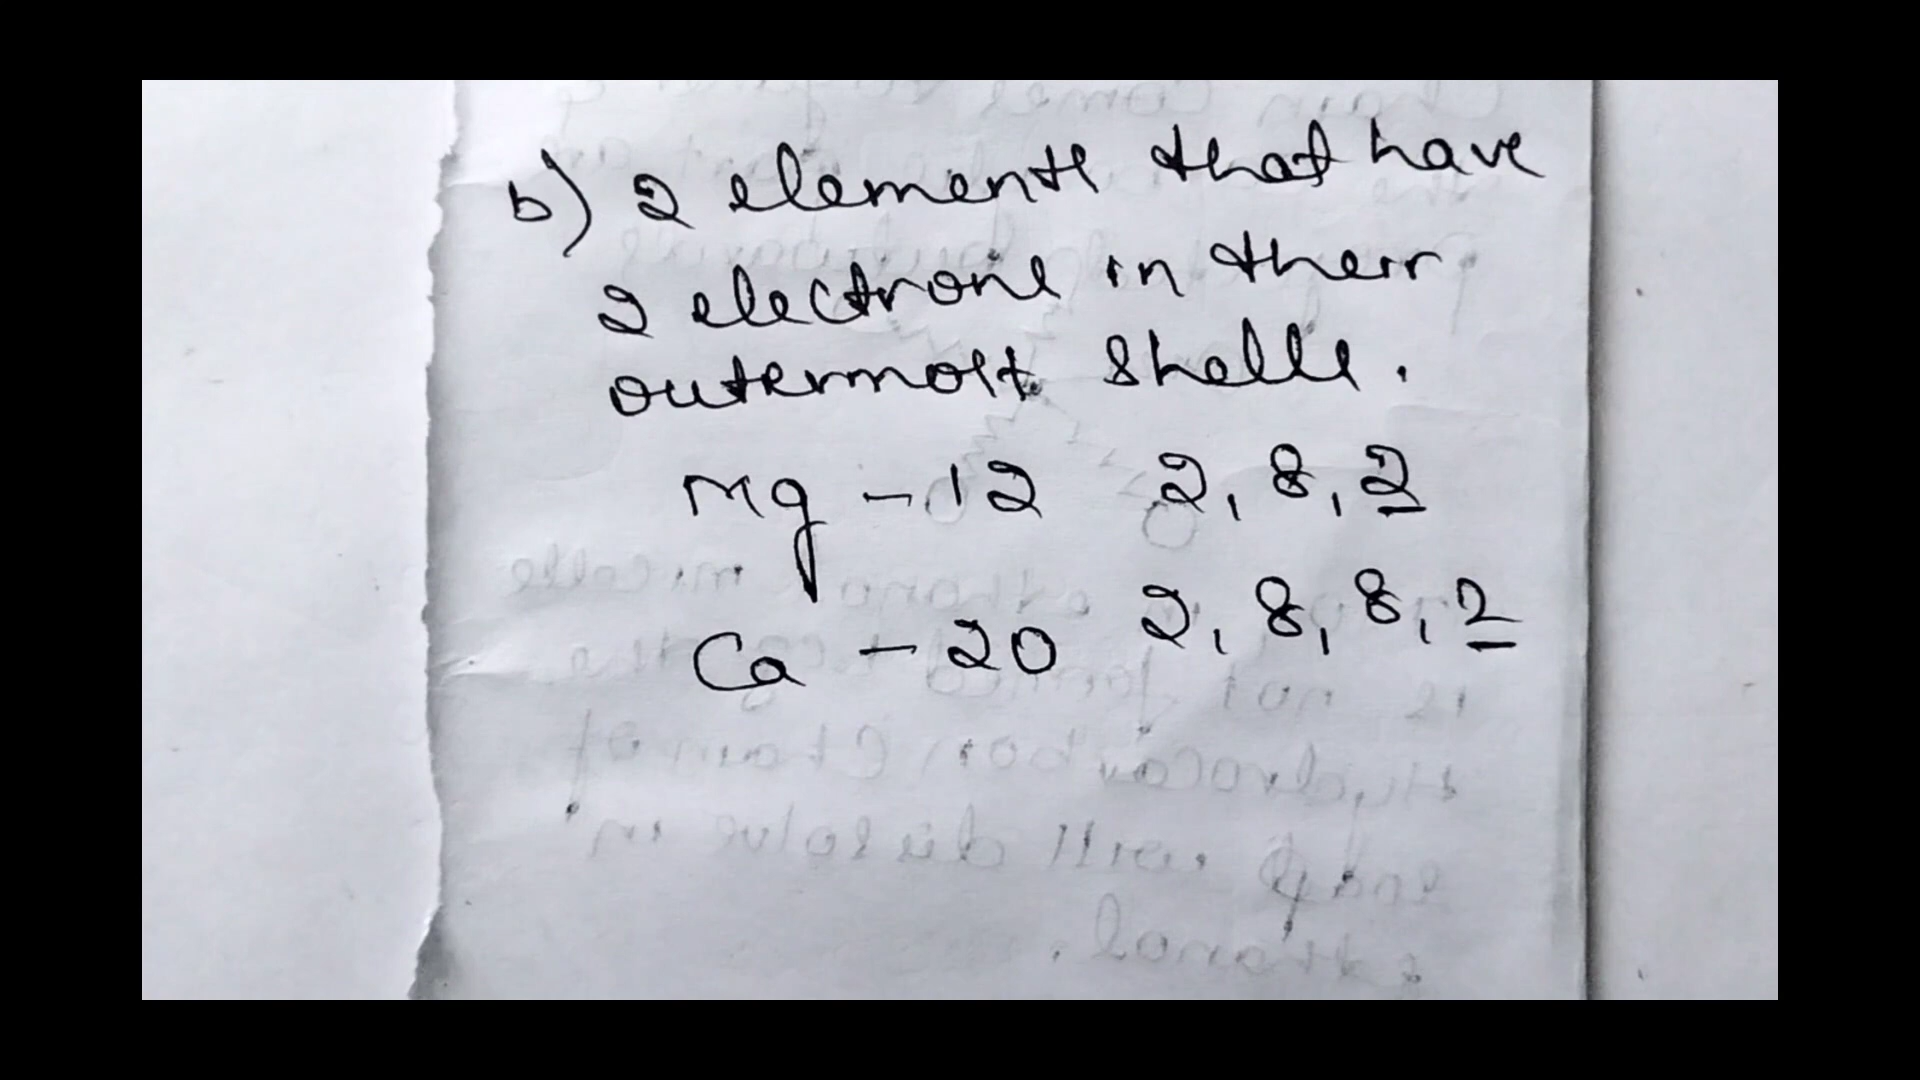 b) 2 elements that have
2 electrons in their
outermost shells.
Mg - 12 2, 8, 2
Ca - 20 2, 8, 8, 2